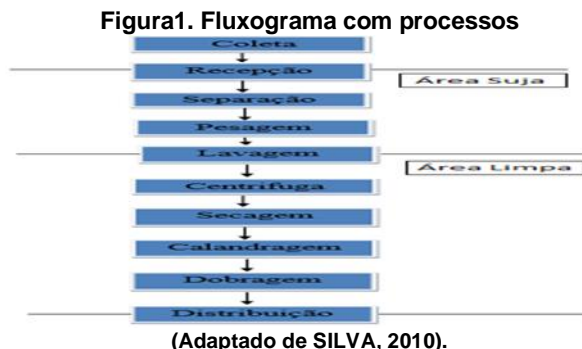 Figura1. Fluxograma com processos
Coleta
Recepção
Área Suja
Separação
Pesagem
Lavagem
Área Limpa
Centrifuga
Secagem
Calandragem
Dobragem
Distribuição
(Adaptado de SILVA, 2010).